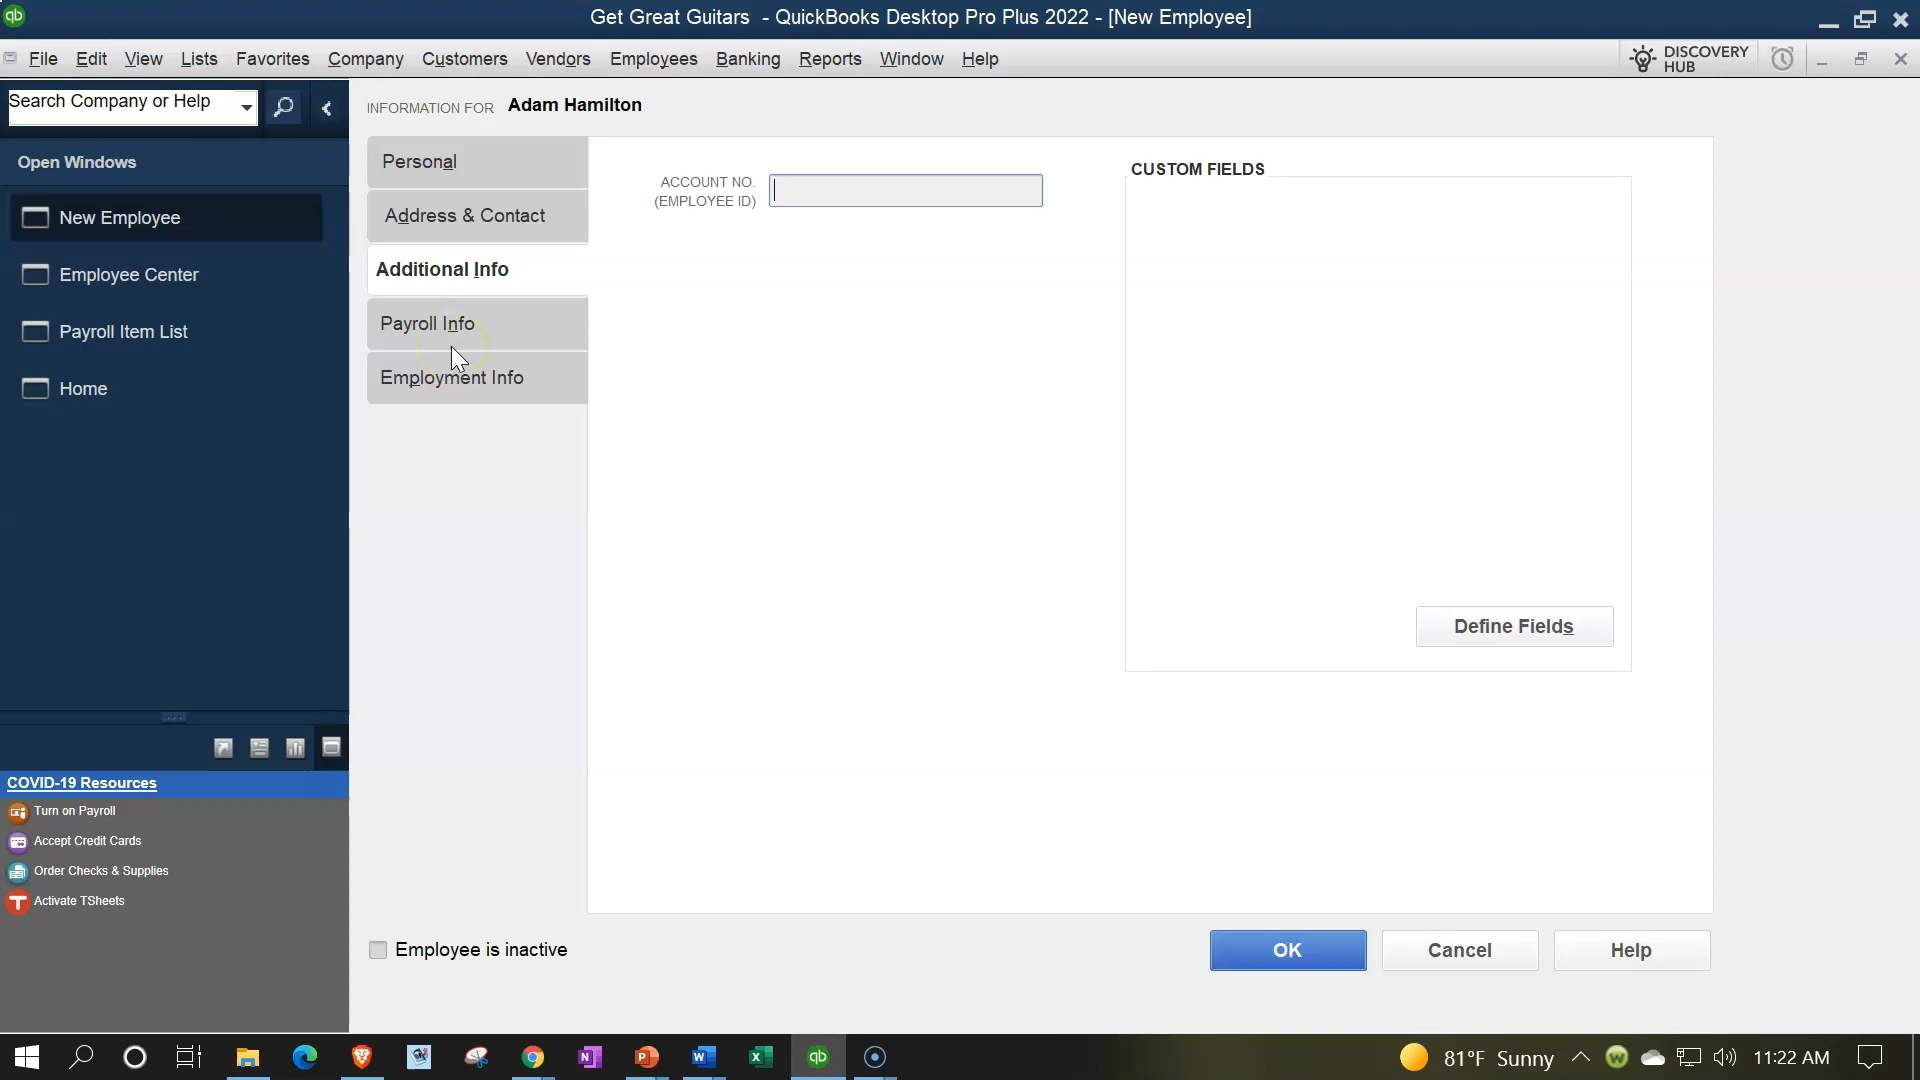 qb
Get Great Guitars - QuickBooks Desktop Pro Plus 2022 - [New Employee]
File Edit View Lists Favorites Company Customers Vendors Employees Banking Reports Window Help
DISCOVERY
HUB
Search Company or Help
INFORMATION FOR Adam Hamilton
Open Windows
New Employee
Employee Center
Payroll Item List
Home
Personal
Address & Contact
Additional Info
Payroll Info
Employment Info
ACCOUNT NO.
(EMPLOYEE ID)
CUSTOM FIELDS
Define Fields
COVID-19 Resources
Turn on Payroll
Accept Credit Cards
Order Checks & Supplies
Activate TSheets
Employee is inactive
OK
Cancel
Help
81°F Sunny
11:22 AM